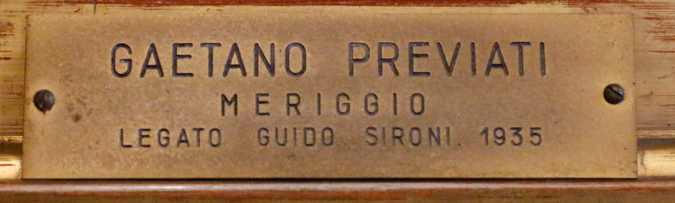 GAETANO PREVIATI
MERIGGIO
LEGATO GUIDO SIRONI. 1935